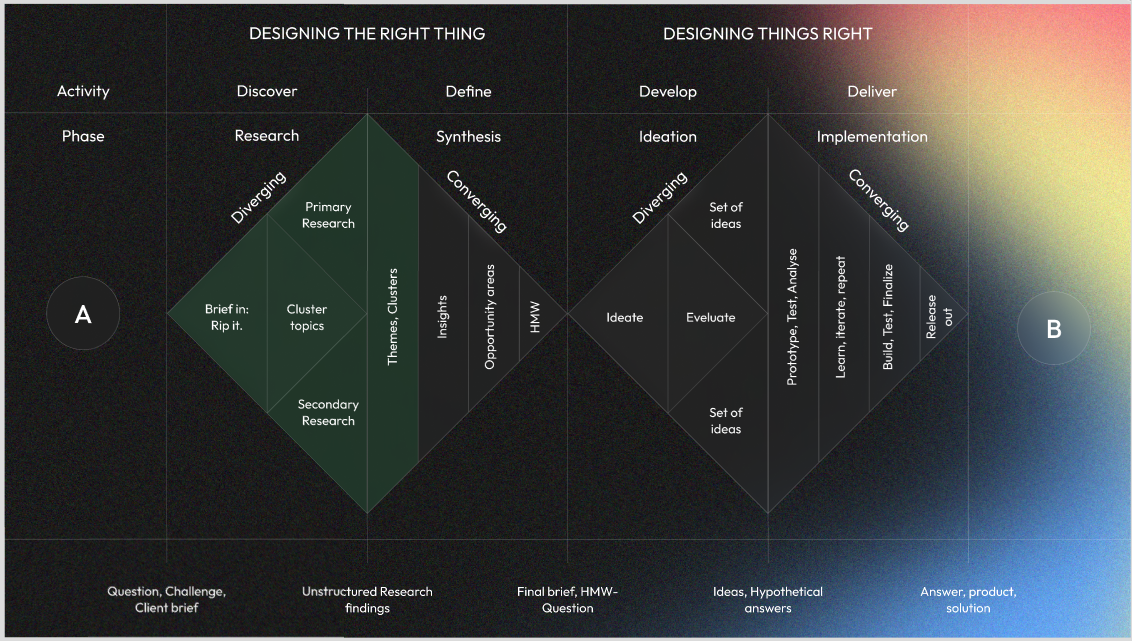 DESIGNING THE RIGHT THING
DESIGNING THINGS RIGHT
Activity
Discover
Define
Develop
Deliver
Phase
Research
Synthesis
Ideation
Implementation
Diverging
Converging
Diverging
Converging
Primary
Research
Set of
ideas
A
Brief in:
Rip it.
Cluster
topics
Themes, Clusters
Insights
Opportunity areas
HMW
Ideate
Eveluate
Prototype, Test, Analyse
Learn, iterate, repeat
Build, Test, Finalize
Release
out
B
Secondary
Research
Set of
ideas
Question, Challenge,
Client brief
Unstructured Research
findings
Final brief, HMW-
Question
Ideas, Hypothetical
answers
Answer, product,
solution